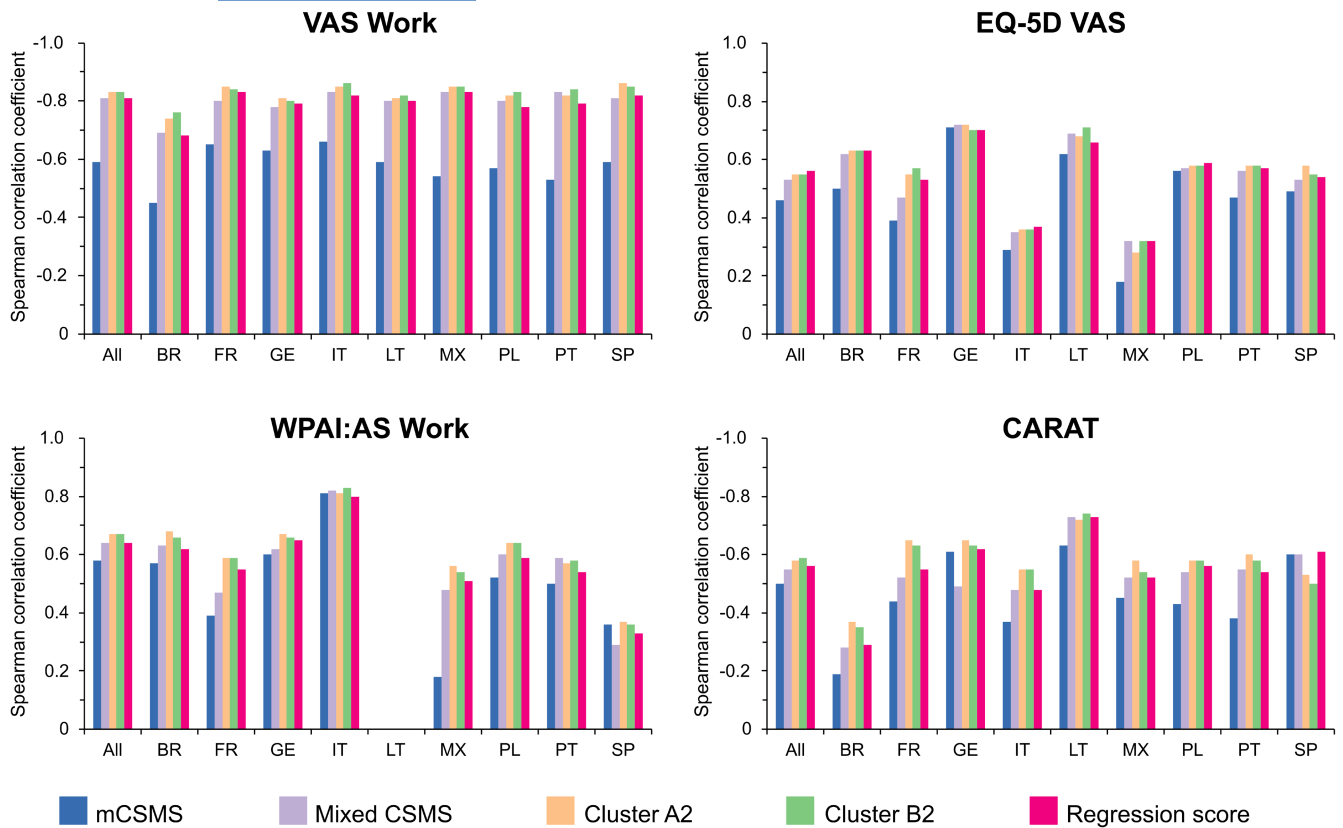 VAS Work
Spearman correlation coefficient
-1.0
-0.8
-0.6
-0.4
-0.2
0
All BR FR GE IT LT MX PL PT SP
EQ-5D VAS
Spearman correlation coefficient
1.0
0.8
0.6
0.4
0.2
0
All BR FR GE IT LT MX PL PT SP
WPAI:AS Work
Spearman correlation coefficient
1.0
0.8
0.6
0.4
0.2
0
All BR FR GE IT LT MX PL PT SP
CARAT
Spearman correlation coefficient
-1.0
-0.8
-0.6
-0.4
-0.2
0
All BR FR GE IT LT MX PL PT SP
mCSMS Mixed CSMS Cluster A2 Cluster B2 Regression score